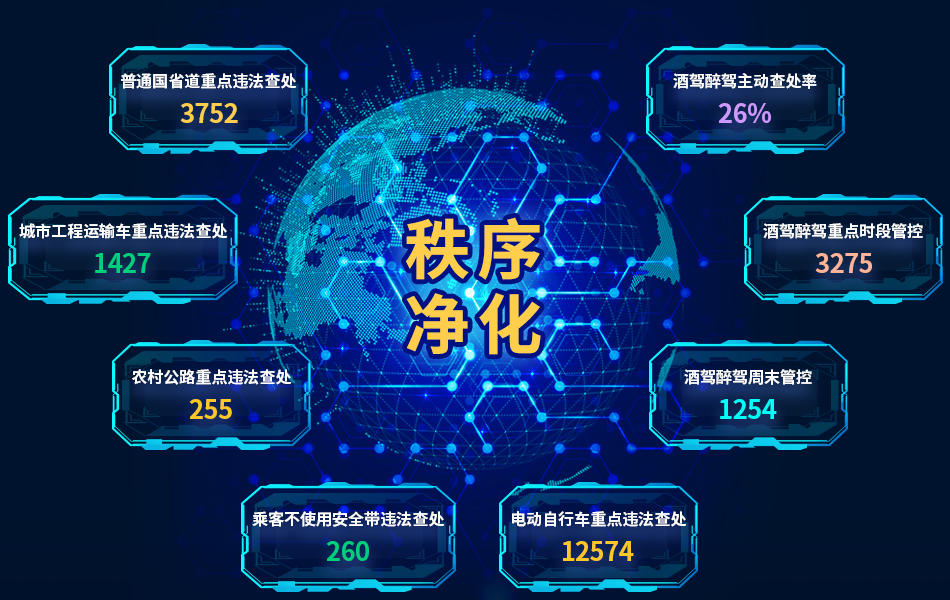 普通国省道重点违法查处
3752
酒驾醉驾主动查处率
26%
城市工程运输车重点违法查处
1427
酒驾醉驾重点时段管控
3275
秩序
净化
农村公路重点违法查处
255
酒驾醉驾周末管控
1254
乘客不使用安全带违法查处
260
电动自行车重点违法查处
12574